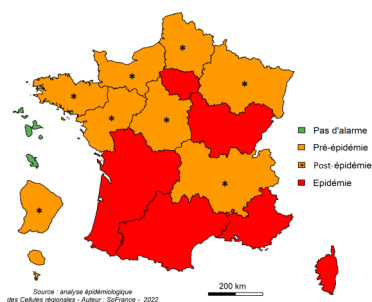 Pas d'alarme
Pré-épidémie
Post-épidémie
Epidémie
200 km
Source : analyse épidémiologique
des Cellules régionales - Auteur : SpFrance - 2022